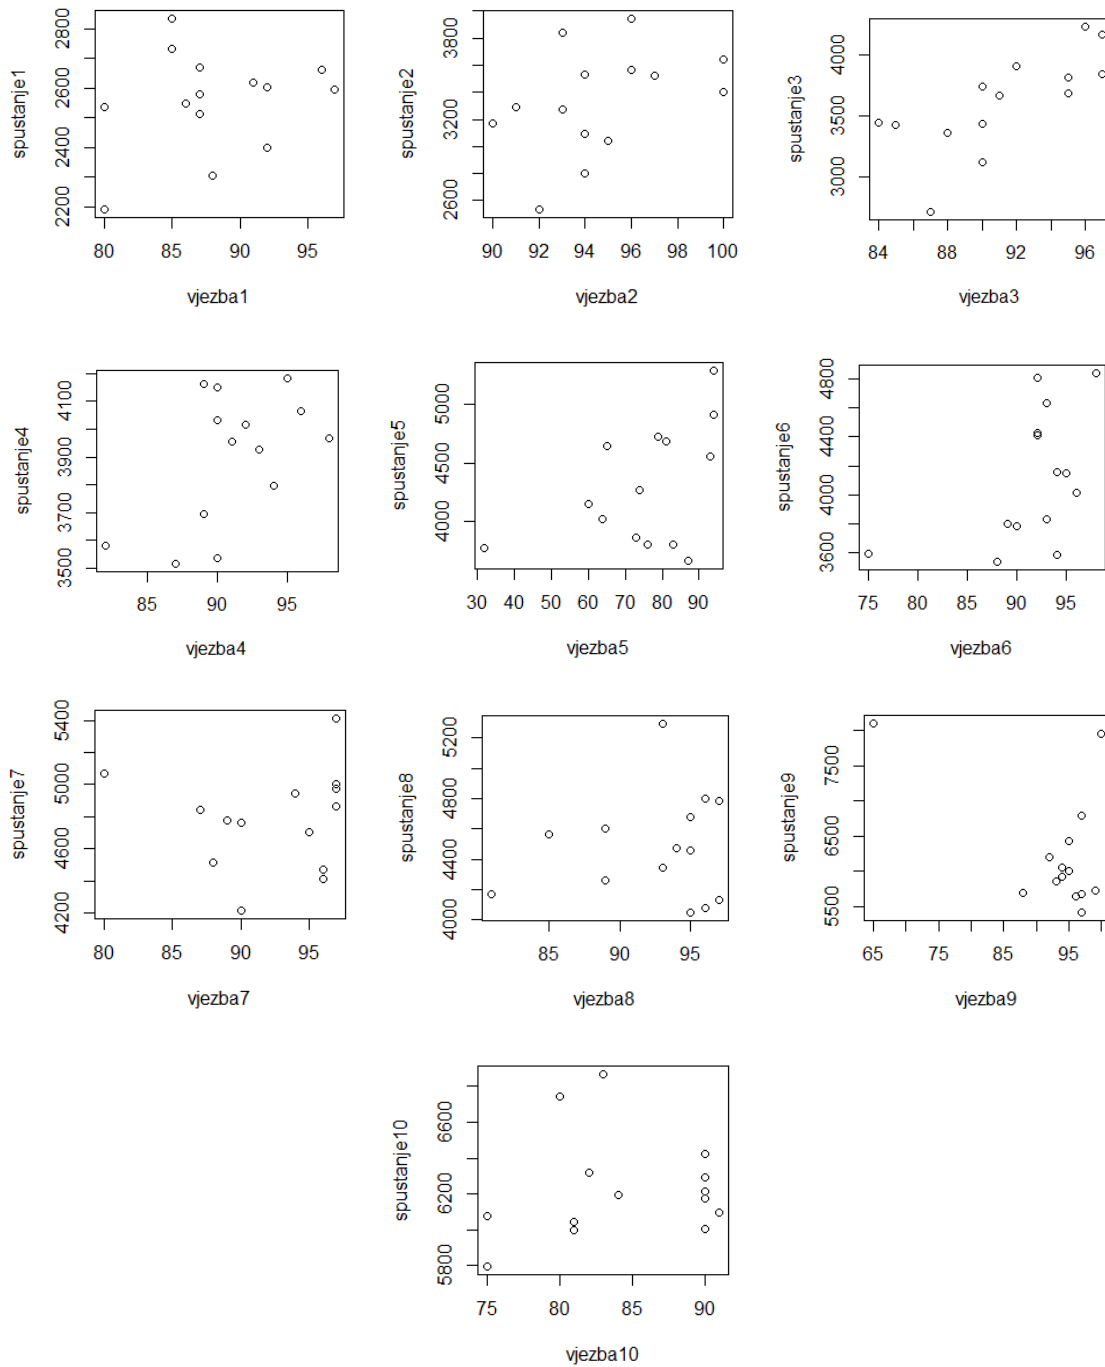 spustanje1
2200 2400 2600 2800
80 85 90 95
vjezba1
spustanje2
2600 3200 3800
90 92 94 96 98 100
vjezba2
spustanje3
3000 3500 4000
84 88 92 96
vjezba3
spustanje4
3500 3700 3900 4100
85 90 95
vjezba4
spustanje5
4000 4500 5000
30 40 50 60 70 80 90
vjezba5
spustanje6
3600 4000 4400 4800
75 80 85 90 95
vjezba6
spustanje7
4200 4600 5000 5400
80 85 90 95
vjezba7
spustanje8
4000 4400 4800 5200
85 90 95
vjezba8
spustanje9
5500 6500 7500
65 75 85 95
vjezba9
spustanje10
5800 6200 6600
75 80 85 90
vjezba10